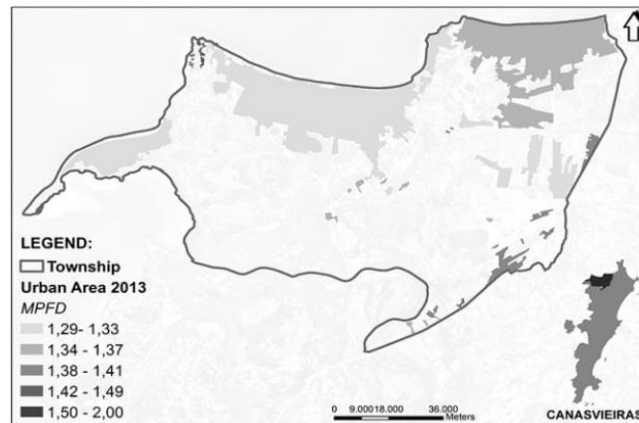 LEGEND:
Township
Urban Area 2013
MPFD
1,29- 1,33
1,34 - 1,37
1,38 - 1,41
1,42 - 1,49
1,50 - 2,00
0 9.00018.000 36.000
Meters
CANASVIEIRAS